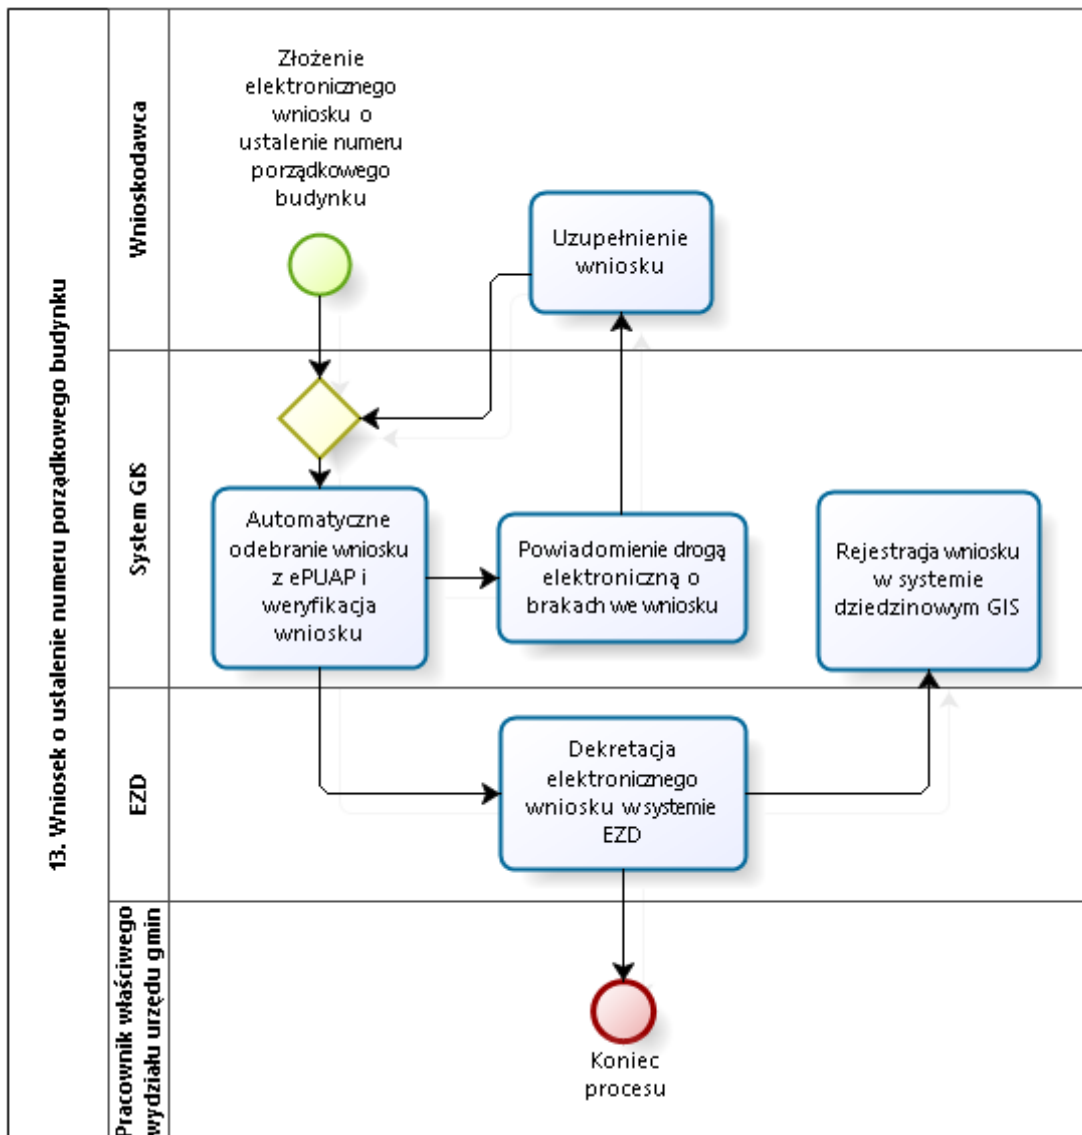 13. Wniosek o ustalenie numeru porządkowego budynku
Wnioskodawca
Złożenie
elektronicznego
wniosku o
ustalenie numeru
porządkowego
budynku
Uzupełnienie
wniosku
System GIS
Automatyczne
odebranie wniosku
z ePUAP i
weryfikacja
wniosku
Powiadomienie drogą
elektroniczną o
brakach we wniosku
Rejestracja wniosku
w systemie
dziedzinowym GIS
EZD
Dekretacja
elektronicznego
wniosku w systemie
EZD
Pracownik właściwego
wydziału urzędu gmin
Koniec
procesu